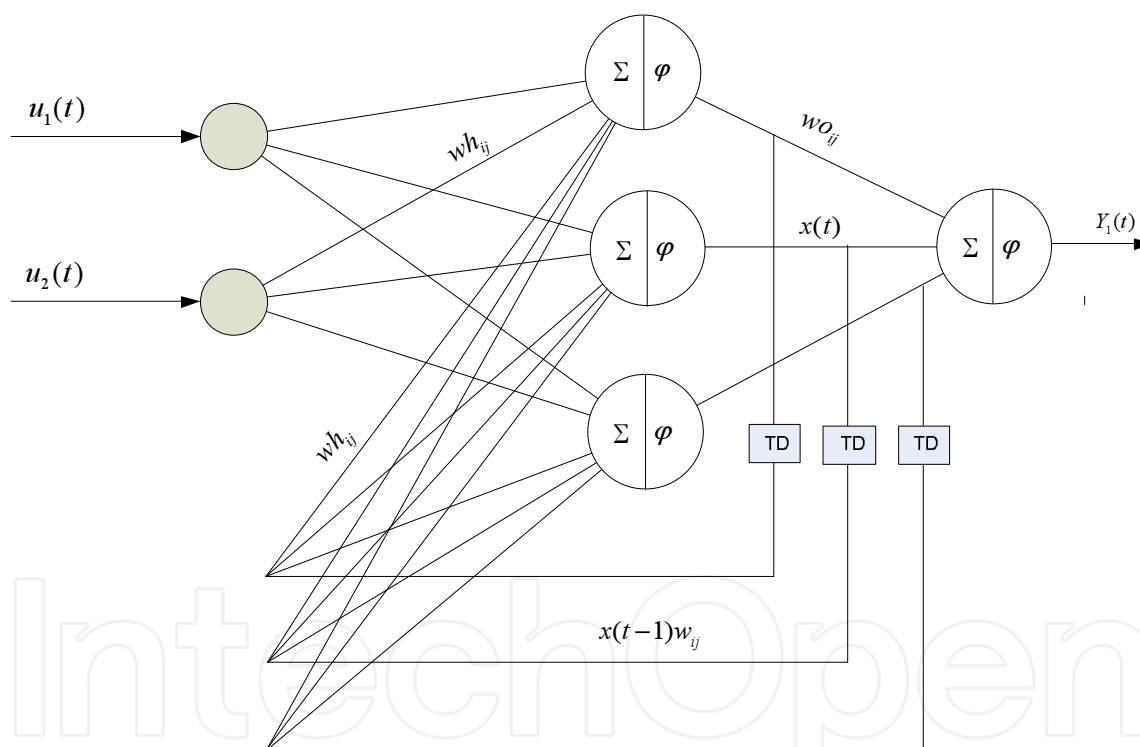 Σ φ
u₁(t)
wo_ij
wh_ij
x(t)
Σ φ
Σ φ
Y₁(t)
u₂(t)
Σ φ
wh_ij
TD TD TD
x(t−1)w_ij
IntechOpen